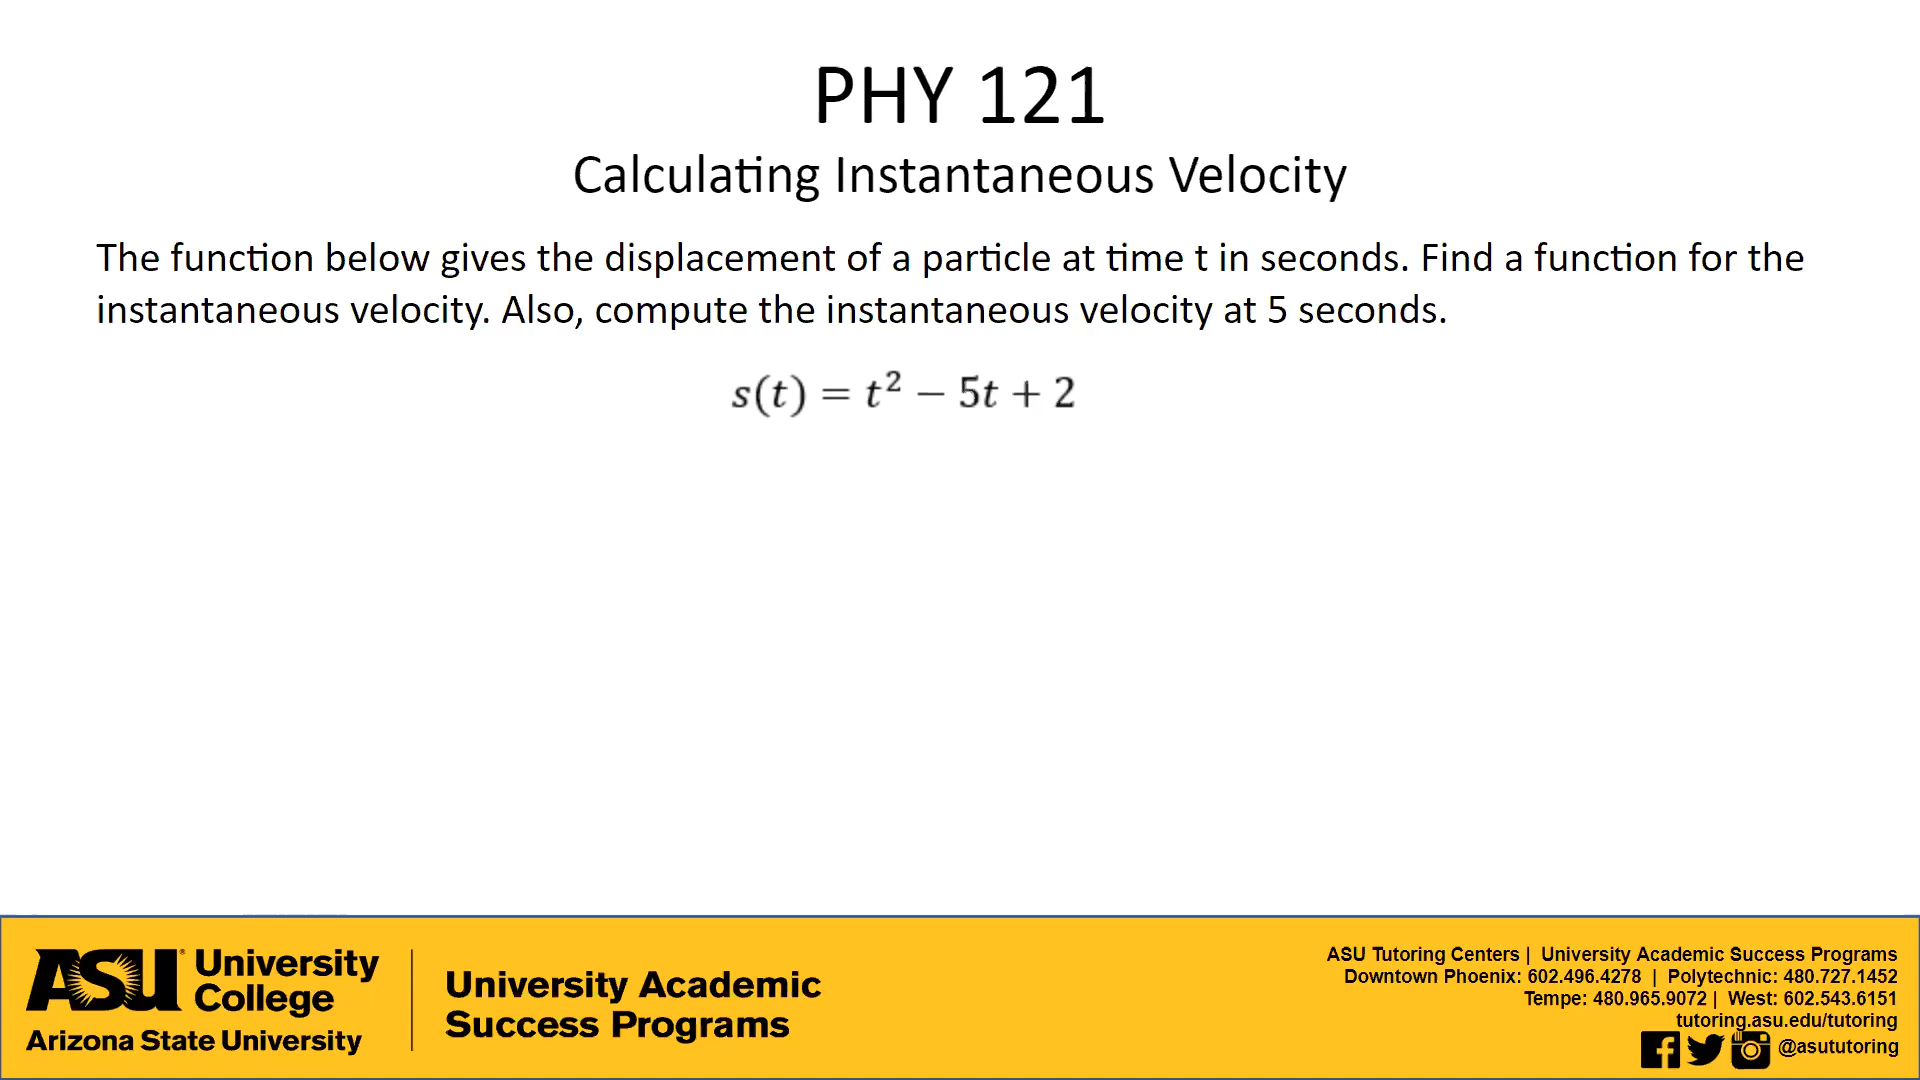 PHY 121
Calculating Instantaneous Velocity
The function below gives the displacement of a particle at time t in seconds. Find a function for the
instantaneous velocity. Also, compute the instantaneous velocity at 5 seconds.
s(t) = t² − 5t + 2
ASU University
College
Arizona State University
University Academic
Success Programs
ASU Tutoring Centers | University Academic Success Programs
Downtown Phoenix: 602.496.4278 | Polytechnic: 480.727.1452
Tempe: 480.965.9072 | West: 602.543.6151
tutoring.asu.edu/tutoring
@asututoring